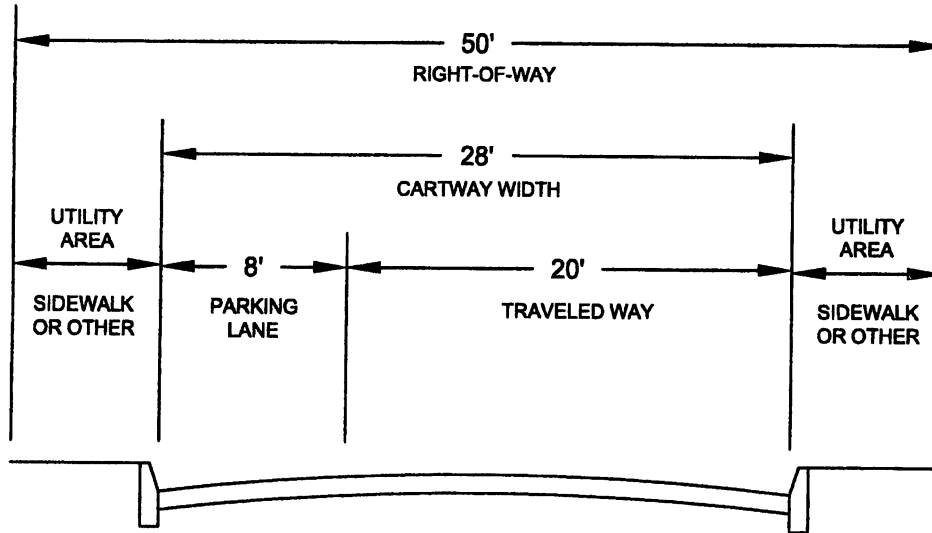 50'
RIGHT-OF-WAY
28'
CARTWAY WIDTH
UTILITY
AREA
UTILITY
AREA
8'
20'
SIDEWALK
OR OTHER
PARKING
LANE
TRAVELED WAY
SIDEWALK
OR OTHER